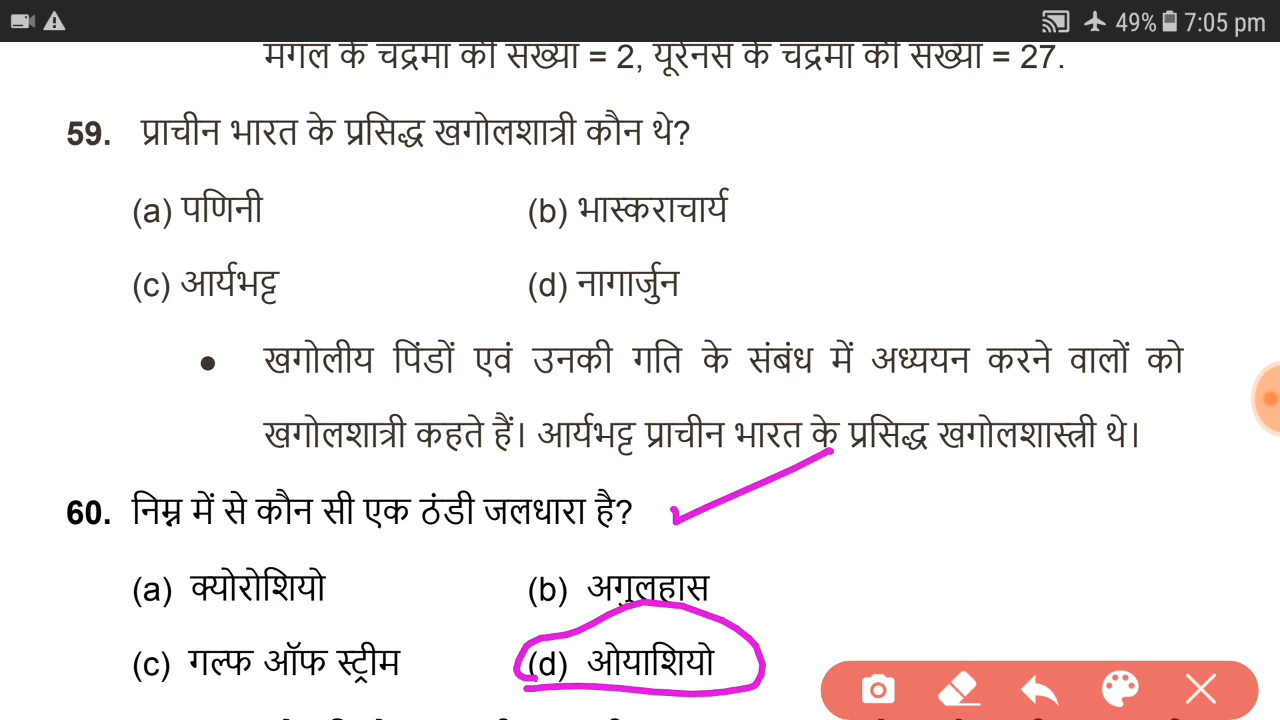 49% 7:05 pm
मंगल के चंद्रमा की संख्या = 2, यूरेनस के चंद्रमा की संख्या = 27.
59. प्राचीन भारत के प्रसिद्ध खगोलशात्री कौन थे?
(a) पणिनी (b) भास्कराचार्य
(c) आर्यभट्ट (d) नागार्जुन
• खगोलीय पिंडों एवं उनकी गति के संबंध में अध्ययन करने वालों को
खगोलशात्री कहते हैं। आर्यभट्ट प्राचीन भारत के प्रसिद्ध खगोलशास्त्री थे।
60. निम्न में से कौन सी एक ठंडी जलधारा है?
(a) क्योरोशियो (b) अगुलहास
(c) गल्फ ऑफ स्ट्रीम (d) ओयाशियो